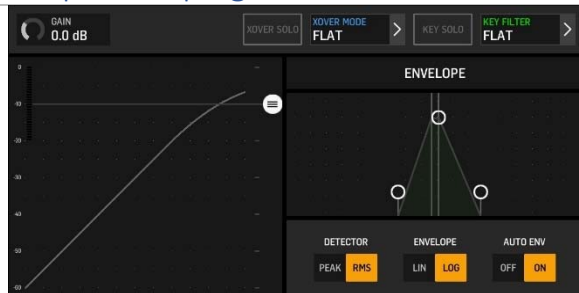 GAIN
0.0 dB
XOVER SOLO
XOVER MODE
FLAT
KEY SOLO
KEY FILTER
FLAT
ENVELOPE
0
-10
-20
-30
-40
-50
-60
DETECTOR
PEAK RMS
ENVELOPE
LIN LOG
AUTO ENV
OFF ON